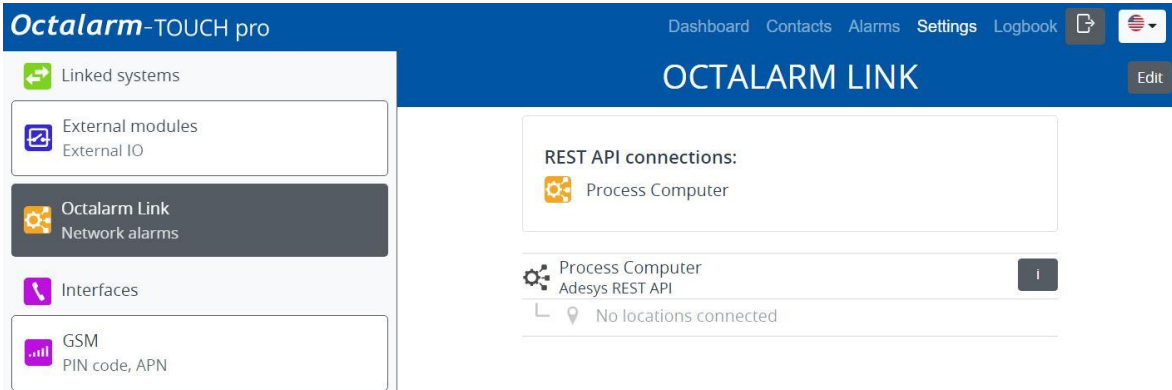 Octalarm-TOUCH pro
Dashboard Contacts Alarms Settings Logbook
Linked systems
OCTALARM LINK
Edit
External modules
External IO
Octalarm Link
Network alarms
Interfaces
GSM
PIN code, APN
REST API connections:
Process Computer
Process Computer
Adesys REST API
i
No locations connected